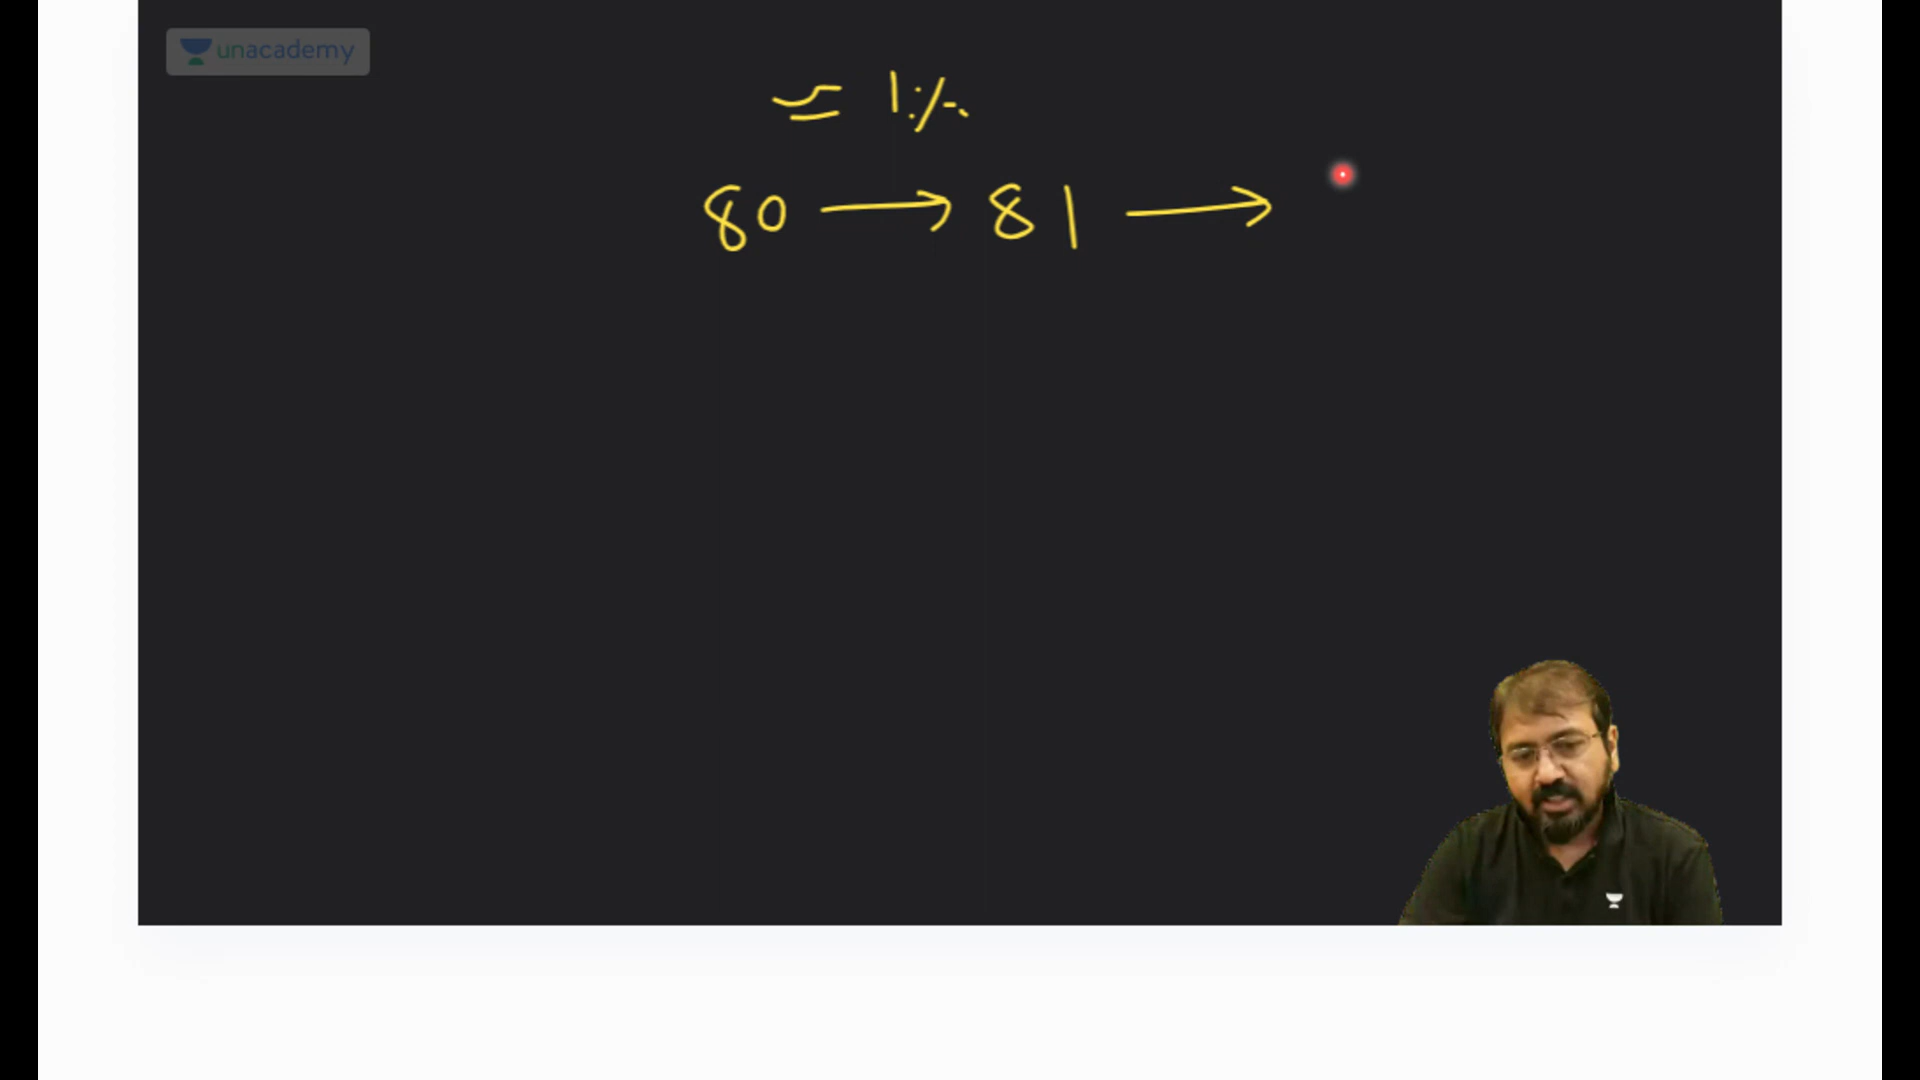 unacademy
≃ 1%.
80 → 81 →